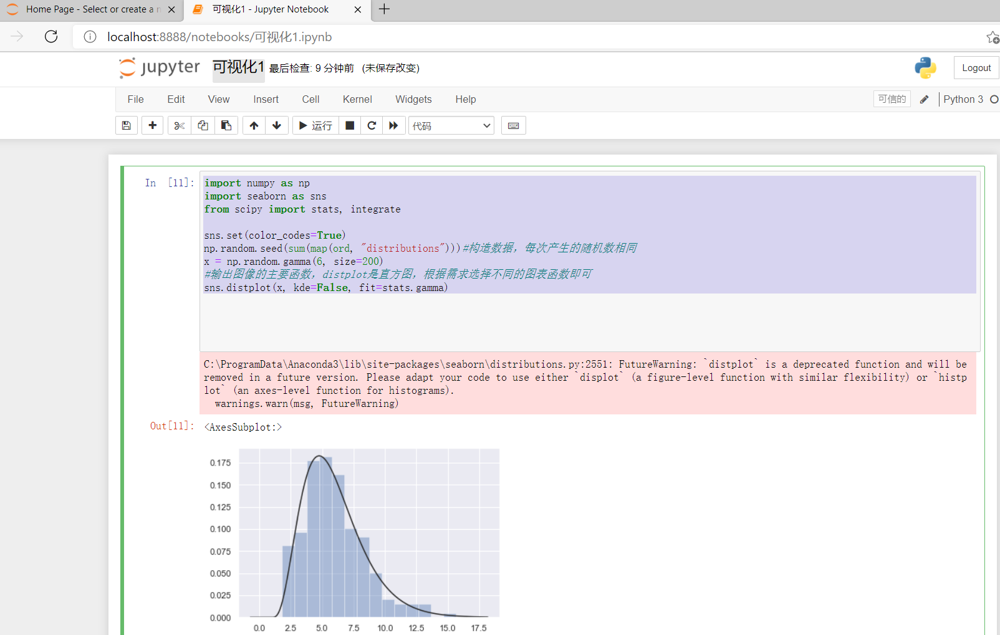 Home Page - Select or create a n
可视化1 - Jupyter Notebook
localhost:8888/notebooks/可视化1.ipynb
jupyter 可视化1 最后检查: 9 分钟前 (未保存改变) Logout
File Edit View Insert Cell Kernel Widgets Help 可信的 Python 3
运行 代码
In [11]:
import numpy as np
import seaborn as sns
from scipy import stats, integrate
sns.set(color_codes=True)
np.random.seed(sum(map(ord, "distributions")))#构造数据，每次产生的随机数相同
x = np.random.gamma(6, size=200)
#输出图像的主要函数，distplot是直方图，根据需求选择不同的图表函数即可
sns.distplot(x, kde=False, fit=stats.gamma)
C:\ProgramData\Anaconda3\lib\site-packages\seaborn\distributions.py:2551: FutureWarning: `distplot` is a deprecated function and will be
removed in a future version. Please adapt your code to use either `displot` (a figure-level function with similar flexibility) or `histp
lot` (an axes-level function for histograms).
warnings.warn(msg, FutureWarning)
Out[11]: <AxesSubplot:>
0.175
0.150
0.125
0.100
0.075
0.050
0.025
0.000
0.0 2.5 5.0 7.5 10.0 12.5 15.0 17.5